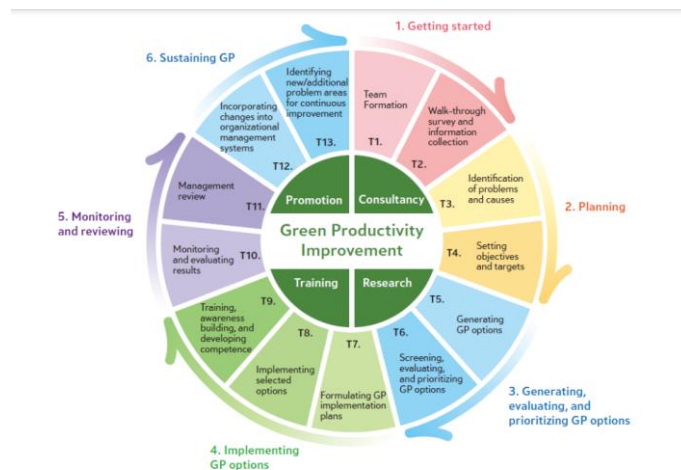 1. Getting started
Team
Formation
T1.
Walk-through
survey and
information
collection
T2.
2. Planning
Identification
of problems
and causes
T3.
Setting
objectives
and targets
T4.
3. Generating,
evaluating, and
prioritizing GP options
Generating
GP options
T5.
Screening,
evaluating,
and prioritizing
GP options
T6.
4. Implementing
GP options
Formulating GP
implementation
plans
T7.
Implementing
selected
options
T8.
Training,
awareness
building, and
developing
competence
T9.
5. Monitoring
and reviewing
Monitoring
and evaluating
results
T10.
Management
review
T11.
6. Sustaining GP
Incorporating
changes into
organizational
management
systems
T12.
Identifying
new/additional
problem areas
for continuous
improvement
T13.
Promotion
Consultancy
Green Productivity
Improvement
Training
Research